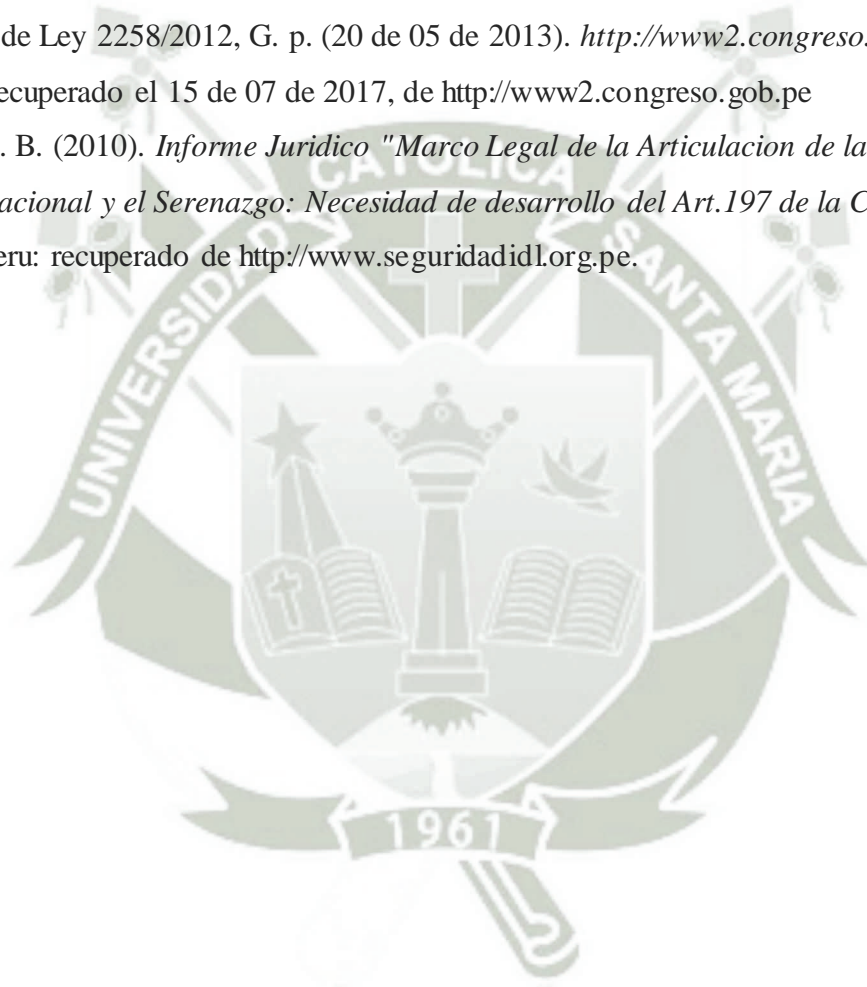 de Ley 2258/2012, G. p. (20 de 05 de 2013). http://www2.congreso.
ecuperado el 15 de 07 de 2017, de http://www2.congreso.gob.pe
. B. (2010). Informe Juridico "Marco Legal de la Articulacion de la
acional y el Serenazgo: Necesidad de desarrollo del Art.197 de la C
eru: recuperado de http://www.seguridadidl.org.pe.
UNIVERSIDAD CATOLICA SANTA MARIA
1961